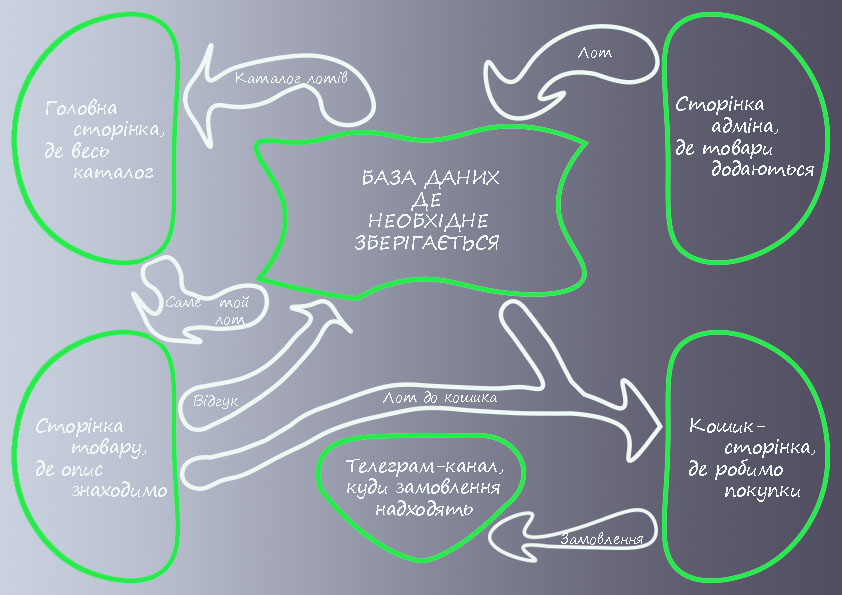 Каталог лотів
Лот
Головна
сторінка,
де весь
каталог
Сторінка
адміна,
де товари
додаються
БАЗА ДАНИХ
ДЕ
НЕОБХІДНЕ
ЗБЕРІГАЄТЬСЯ
Саме той
лот
Відгук
Лот до кошика
Сторінка
товару,
де опис
знаходимо
Телеграм-канал,
куди замовлення
надходять
Кошик-
сторінка,
де робимо
покупки
Замовлення